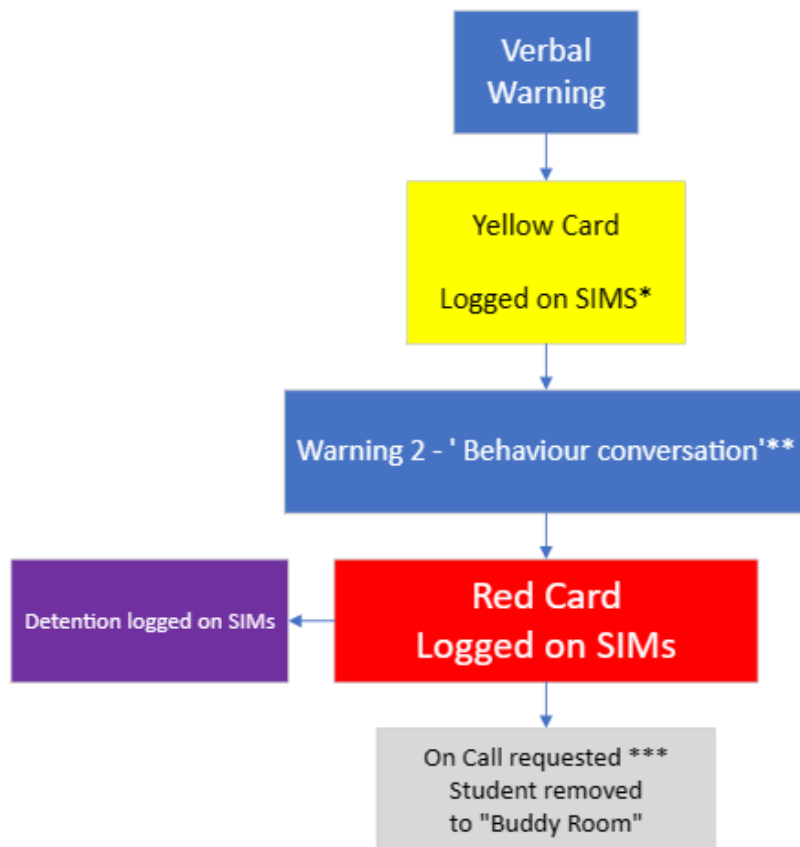 Verbal
Warning
Yellow Card
Logged on SIMS*
Warning 2 - ' Behaviour conversation'**
Red Card
Logged on SIMs
Detention logged on SIMs
On Call requested ***
Student removed
to "Buddy Room"